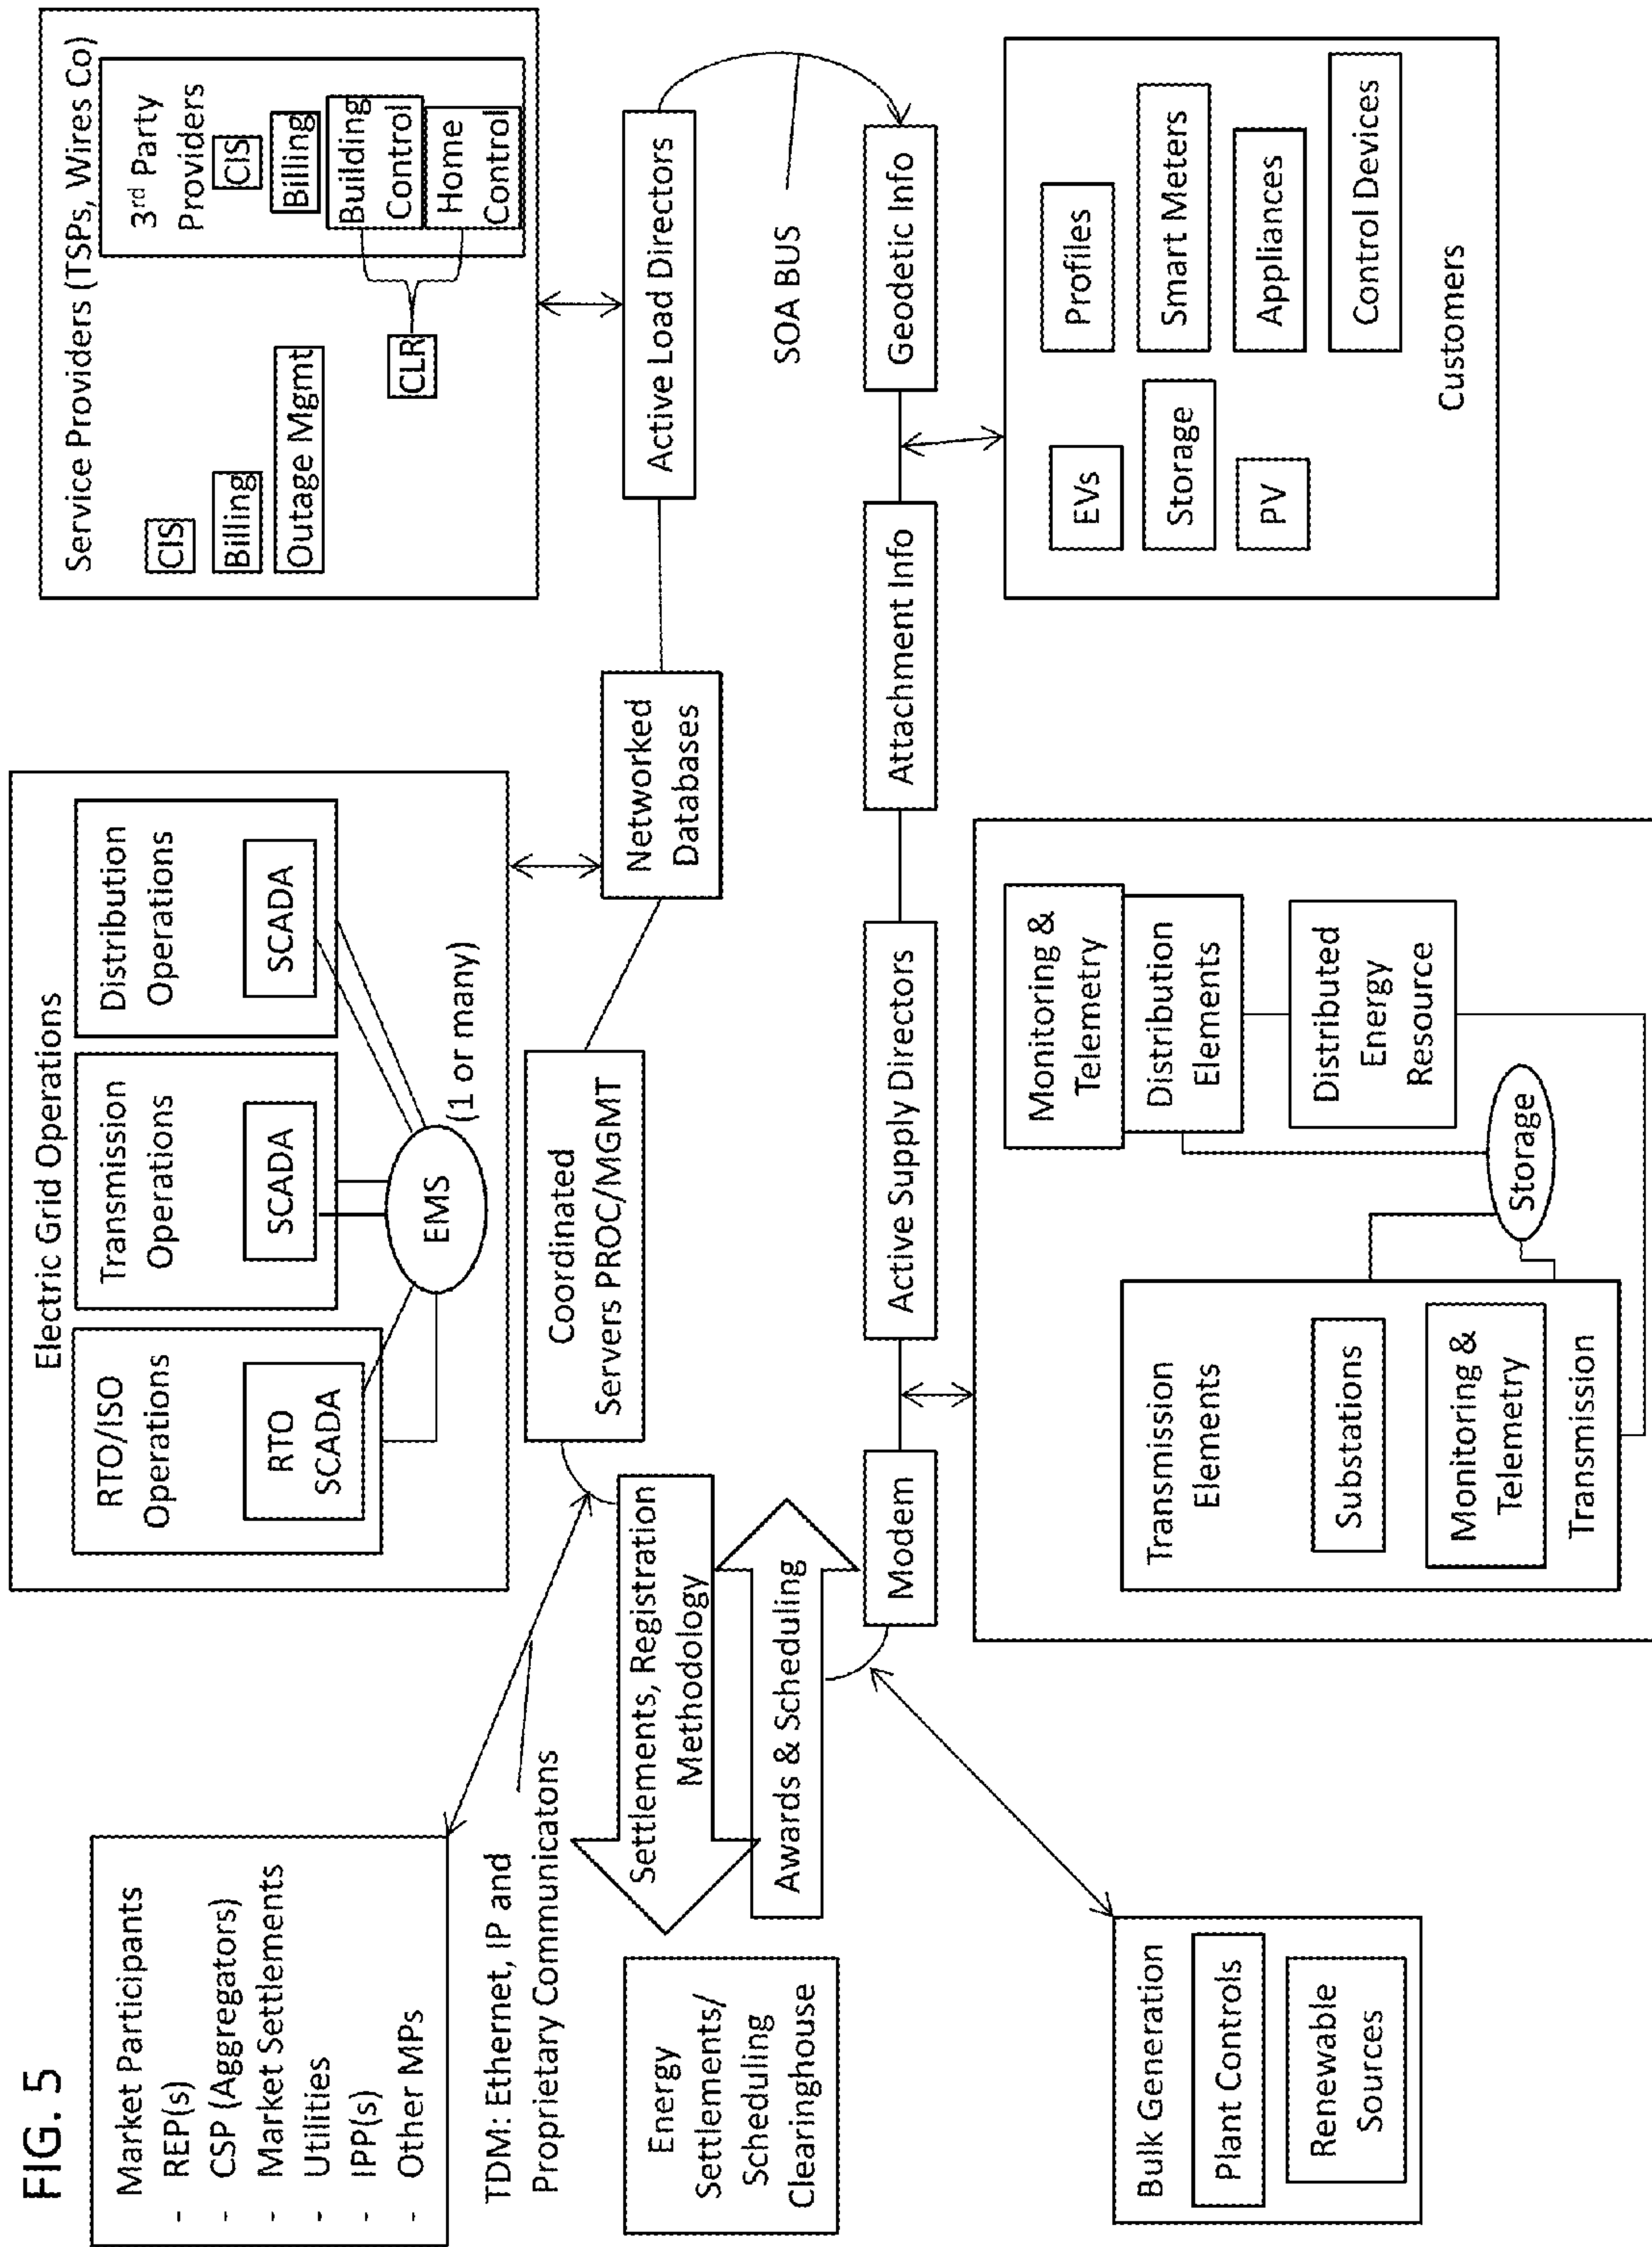 FIG. 5
Market Participants
- REP(s)
- CSP (Aggregators)
- Market Settlements
- Utilities
- IPP(s)
- Other MPs
TDM: Ethernet, IP and
Proprietary Communicatons
Energy
Settlements/
Scheduling
Clearinghouse
Settlements, Registration
Methodology
Awards & Scheduling
Bulk Generation
Plant Controls
Renewable
Sources
Electric Grid Operations
RTO/ISO
Operations
RTO
SCADA
Transmission
Operations
SCADA
Distribution
Operations
SCADA
EMS
(1 or many)
Coordinated
Servers PROC/MGMT
Networked
Databases
Active Load Directors
SOA BUS
Modem
Active Supply Directors
Attachment Info
Geodetic Info
Service Providers (TSPs, Wires Co)
CIS
Billing
Outage Mgmt
CLR
3rd Party
Providers
CIS
Billing
Building
Control
Home
Control
Transmission
Elements
Substations
Monitoring &
Telemetry
Transmission
Storage
Monitoring &
Telemetry
Distribution
Elements
Distributed
Energy
Resource
EVs
Storage
PV
Profiles
Smart Meters
Appliances
Control Devices
Customers